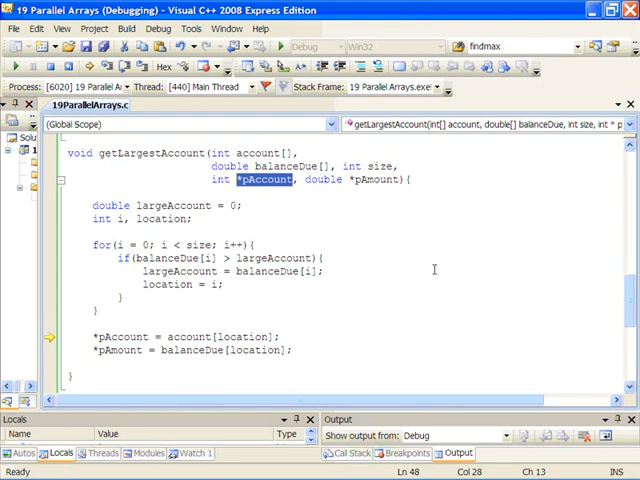 19 Parallel Arrays (Debugging) - Visual C++ 2008 Express Edition
File Edit View Project Build Debug Tools Window Help
Debug Win32 findmax
Hex
Process: [6020] 19 Parallel Thread: [440] Main Thread Stack Frame: 19ParallelArrays.exe
19ParallelArrays.c
(Global Scope) getLargestAccount(int[] account, double[] balanceDue, int size, int * p
Solu
void getLargestAccount(int account[],
double balanceDue[], int size,
int *pAccount, double *pAmount){
double largeAccount = 0;
int i, location;
for(i = 0; i < size; i++){
if(balanceDue[i] > largeAccount){
largeAccount = balanceDue[i];
location = i;
}
}
*pAccount = account[location];
*pAmount = balanceDue[location];
}
Locals Output
Name Value Type Show output from: Debug
Autos Locals Threads Modules Watch 1 Call Stack Breakpoints Output
Ready Ln 48 Col 28 Ch 13 INS